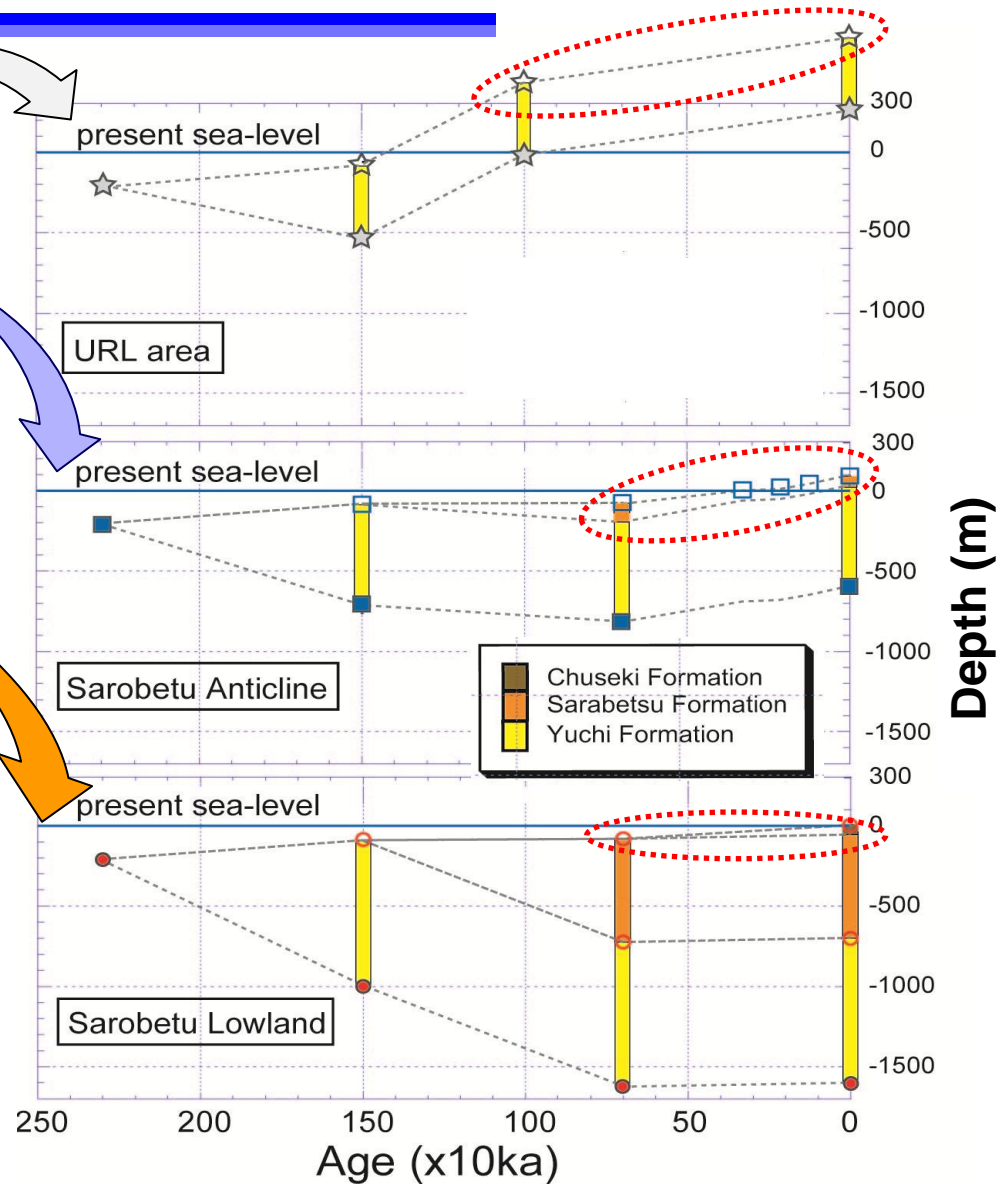 present sea-level
300
0
-500
-1000
-1500
URL area
present sea-level
300
0
-500
-1000
-1500
Sarobetu Anticline
Chuseki Formation
Sarabetsu Formation
Yuchi Formation
present sea-level
300
0
-500
-1000
-1500
Sarobetu Lowland
250 200 150 100 50 0
Age (x10ka)
Depth (m)